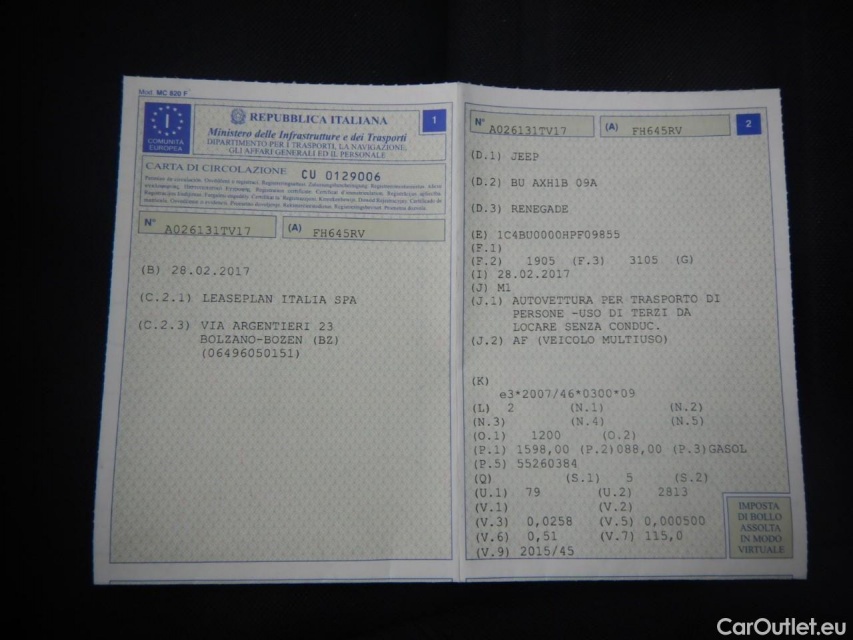 Mod. MC 820 F
I
COMUNITÀ
EUROPEA
REPUBBLICA ITALIANA
1
Ministero delle Infrastrutture e dei Trasporti
DIPARTIMENTO PER I TRASPORTI, LA NAVIGAZIONE,
GLI AFFARI GENERALI ED IL PERSONALE
CARTA DI CIRCOLAZIONE CU 0129006
N° A026131TV17 (A) FH645RV
(B) 28.02.2017
(C.2.1) LEASEPLAN ITALIA SPA
(C.2.3) VIA ARGENTIERI 23
BOLZANO-BOZEN (BZ)
(06496050151)
N° A026131TV17 (A) FH645RV 2
(D.1) JEEP
(D.2) BU AXH1B 09A
(D.3) RENEGADE
(E) 1C4BU0000HPF09855
(F.1)
(F.2) 1905 (F.3) 3105 (G)
(I) 28.02.2017
(J) M1
(J.1) AUTOVETTURA PER TRASPORTO DI
PERSONE -USO DI TERZI DA
LOCARE SENZA CONDUC.
(J.2) AF (VEICOLO MULTIUSO)
(K)
e3*2007/46*0300*09
(L) 2 (N.1) (N.2)
(N.3) (N.4) (N.5)
(O.1) 1200 (O.2)
(P.1) 1598,00 (P.2)088,00 (P.3)GASOL
(P.5) 55260384
(Q) (S.1) 5 (S.2)
(U.1) 79 (U.2) 2813
(V.1) (V.2)
(V.3) 0,0258 (V.5) 0,000500
(V.6) 0,51 (V.7) 115,0
(V.9) 2015/45
IMPOSTA
DI BOLLO
ASSOLTA
IN MODO
VIRTUALE
CarOutlet.eu